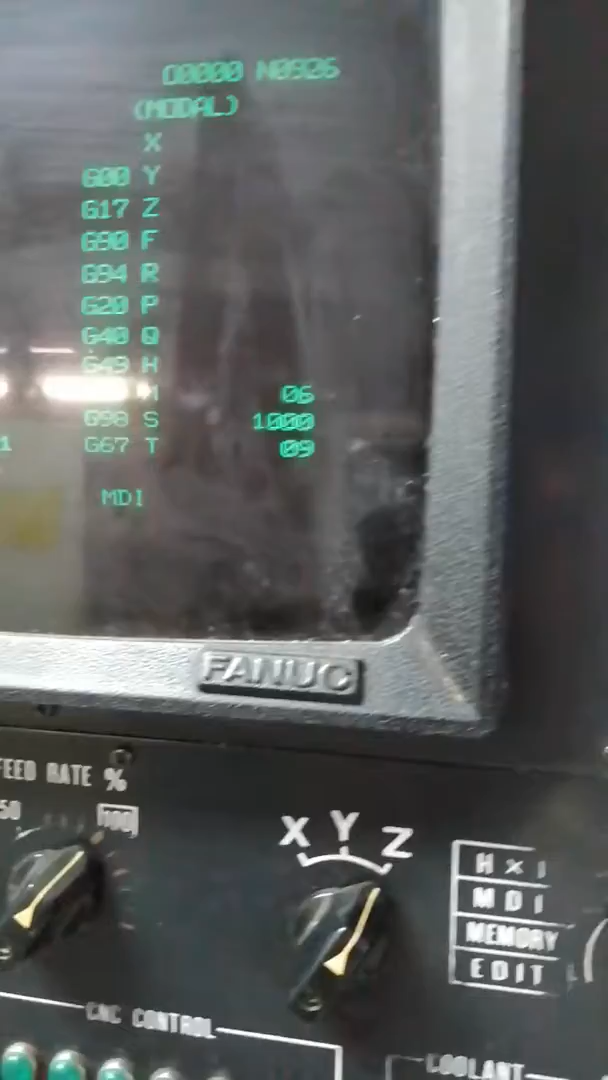 O0000 N0926
(MODAL)
X
G00 Y
G17 Z
G90 F
G94 R
G20 P
G40 Q
G49 H
06
G98 S 1000
1 G67 T 09
MDI
FANUC
FEED RATE %
50 100
X Y Z
MDI
MEMORY
EDIT
CNC CONTROL
COOLANT